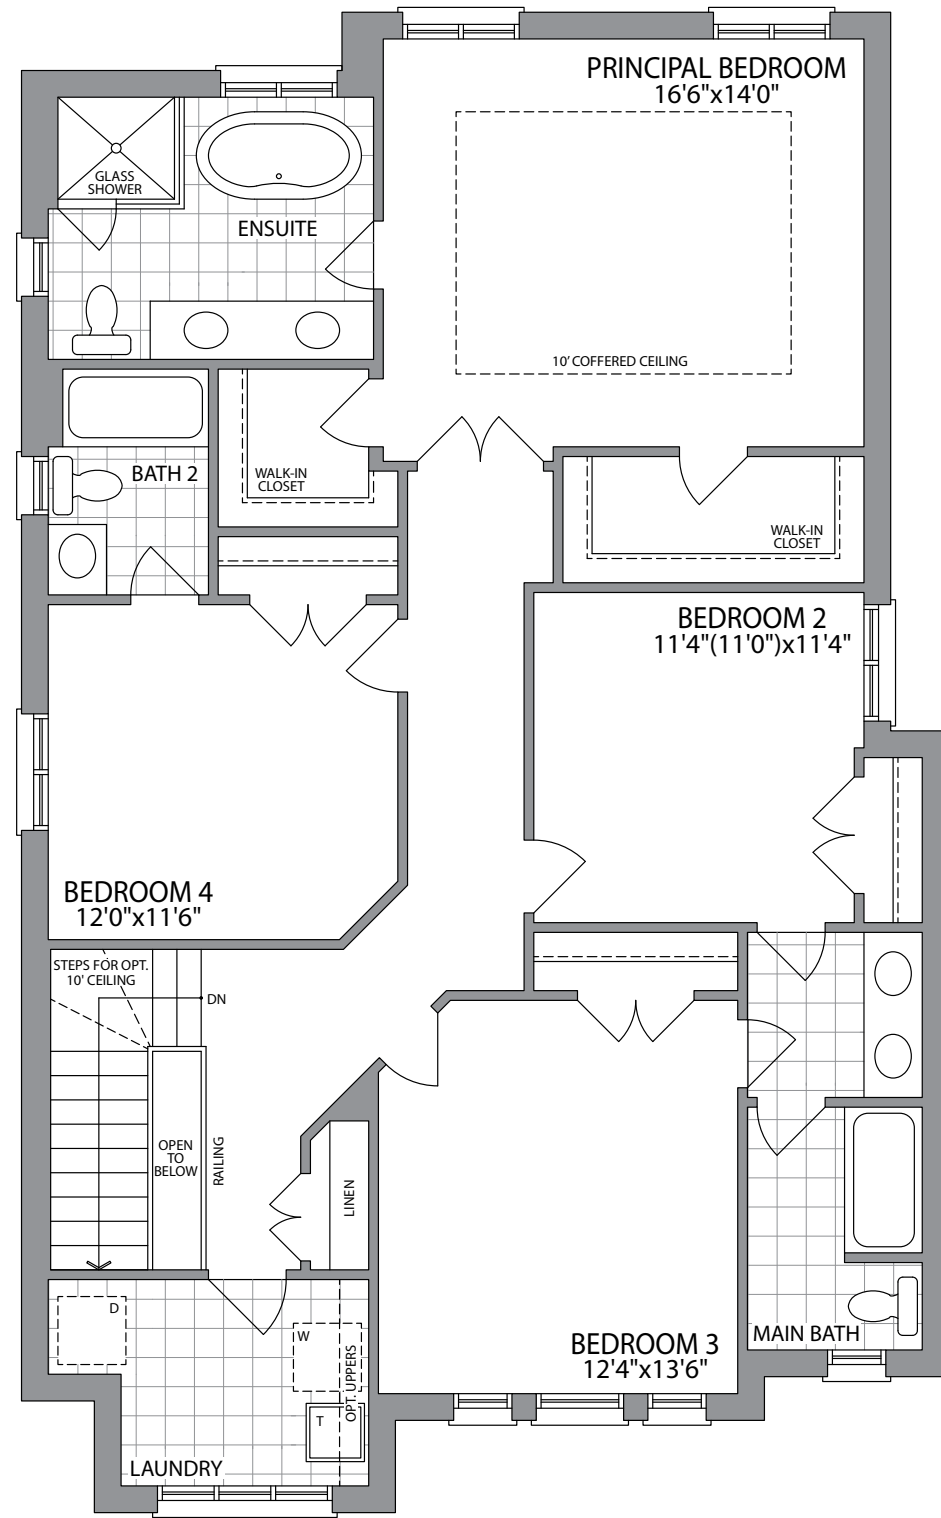 PRINCIPAL BEDROOM
16'6"x14'0"
GLASS
SHOWER
ENSUITE
10' COFFERED CEILING
BATH 2
WALK-IN
CLOSET
WALK-IN
CLOSET
BEDROOM 2
11'4"(11'0")x11'4"
BEDROOM 4
12'0"x11'6"
STEPS FOR OPT.
10' CEILING
DN
OPEN
TO
BELOW
RAILING
LINEN
D
W
OPT. UPPERS
T
LAUNDRY
BEDROOM 3
12'4"x13'6"
MAIN BATH